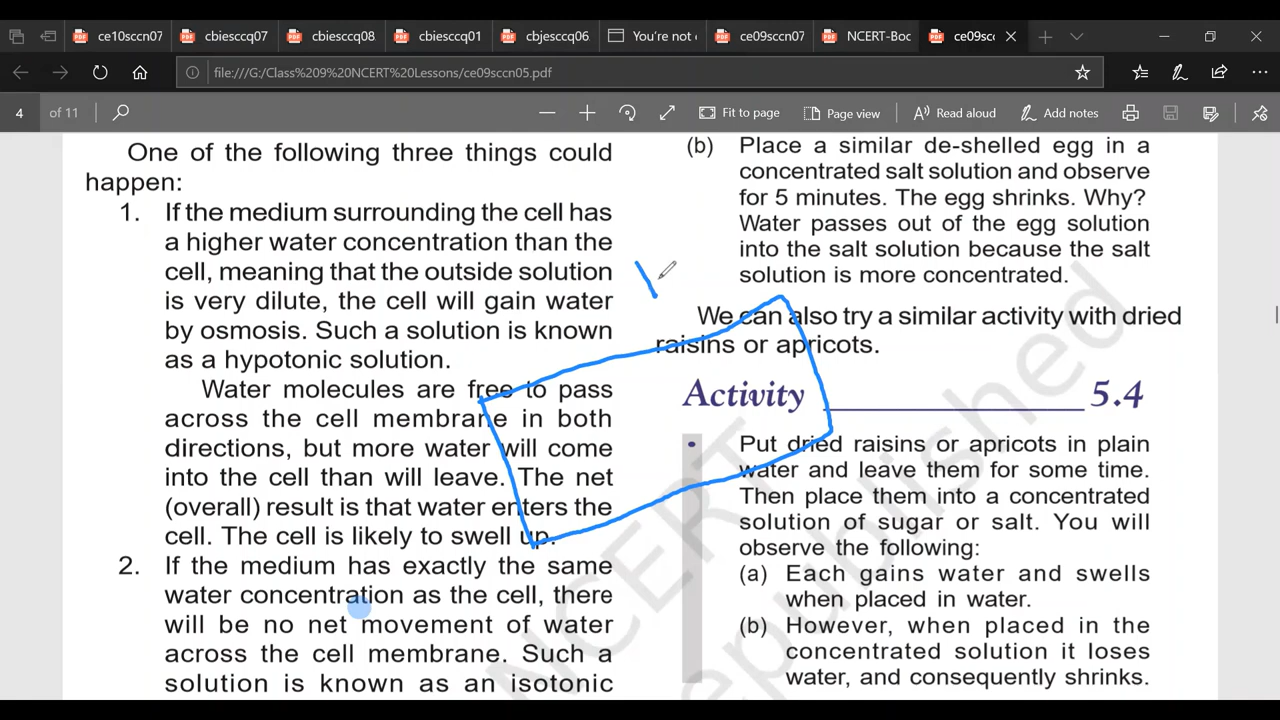 ce10sccn07
cbiesccq07
cbiesccq08
cbiesccq01
cbjesccq06
You're not
ce09sccn07
NCERT-Boc
ce09scc
file:///G:/Class%209%20NCERT%20Lessons/ce09sccn05.pdf
4 of 11
Fit to page
Page view
Read aloud
Add notes
One of the following three things could
happen:
1. If the medium surrounding the cell has
a higher water concentration than the
cell, meaning that the outside solution
is very dilute, the cell will gain water
by osmosis. Such a solution is known
as a hypotonic solution.
Water molecules are free to pass
across the cell membrane in both
directions, but more water will come
into the cell than will leave. The net
(overall) result is that water enters the
cell. The cell is likely to swell up.
2. If the medium has exactly the same
water concentration as the cell, there
will be no net movement of water
across the cell membrane. Such a
solution is known as an isotonic
(b) Place a similar de-shelled egg in a
concentrated salt solution and observe
for 5 minutes. The egg shrinks. Why?
Water passes out of the egg solution
into the salt solution because the salt
solution is more concentrated.
We can also try a similar activity with dried
raisins or apricots.
Activity 5.4
• Put dried raisins or apricots in plain
water and leave them for some time.
Then place them into a concentrated
solution of sugar or salt. You will
observe the following:
(a) Each gains water and swells
when placed in water.
(b) However, when placed in the
concentrated solution it loses
water, and consequently shrinks.
NCERT
republished